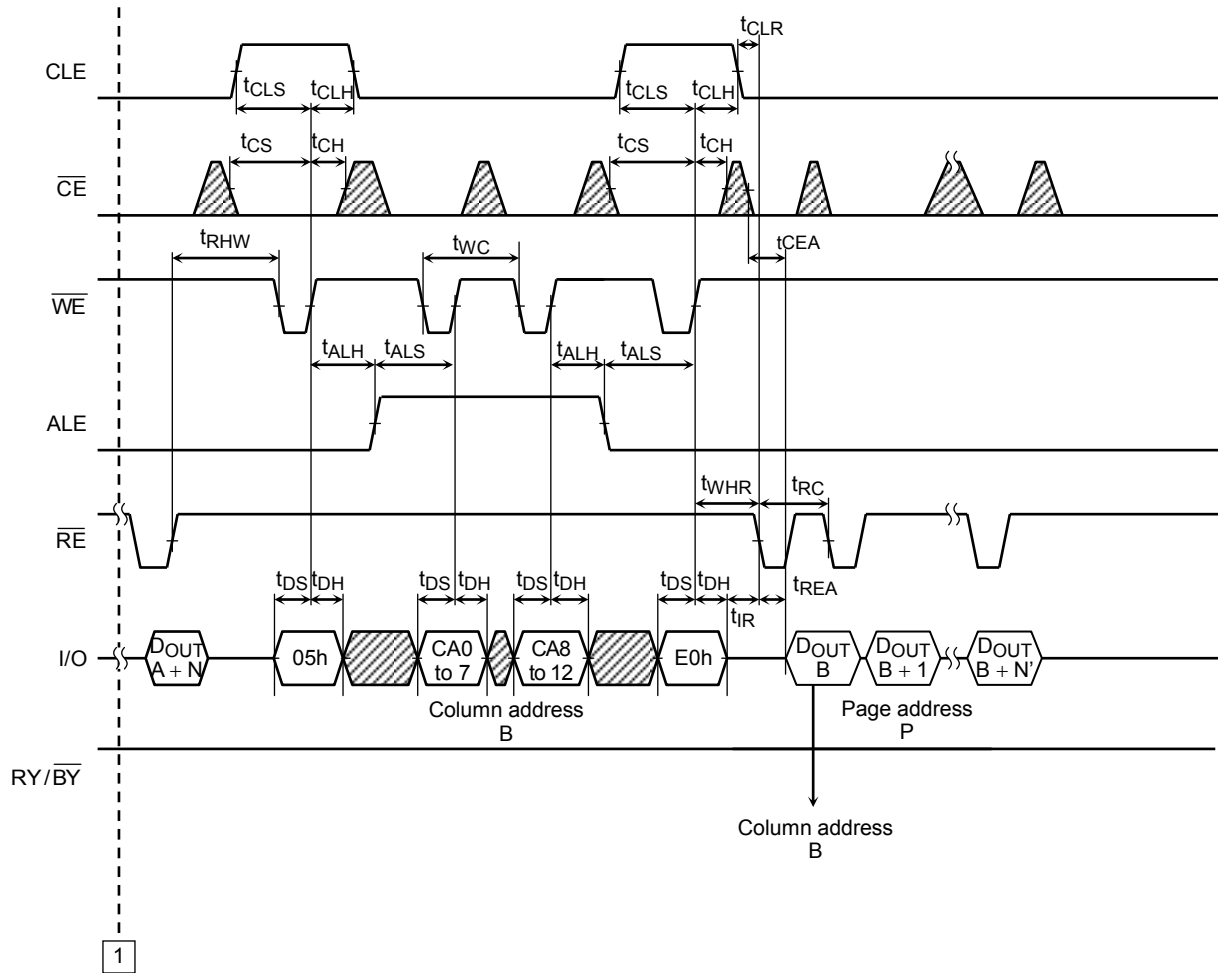 tCLR
CLE
tCLS tCLH tCLS tCLH
tCS tCH tCS tCH
CE
tRHW tWC tCEA
WE
tALH tALS tALH tALS
ALE
tWHR tRC
RE
tDS tDH tDS tDH tDS tDH tDS tDH tREA
tIR
I/O
DOUT
A + N
05h
CA0
to 7
CA8
to 12
E0h
DOUT
B
DOUT
B + 1
DOUT
B + N’
Column address
B
Page address
P
RY/BY
Column address
B
1